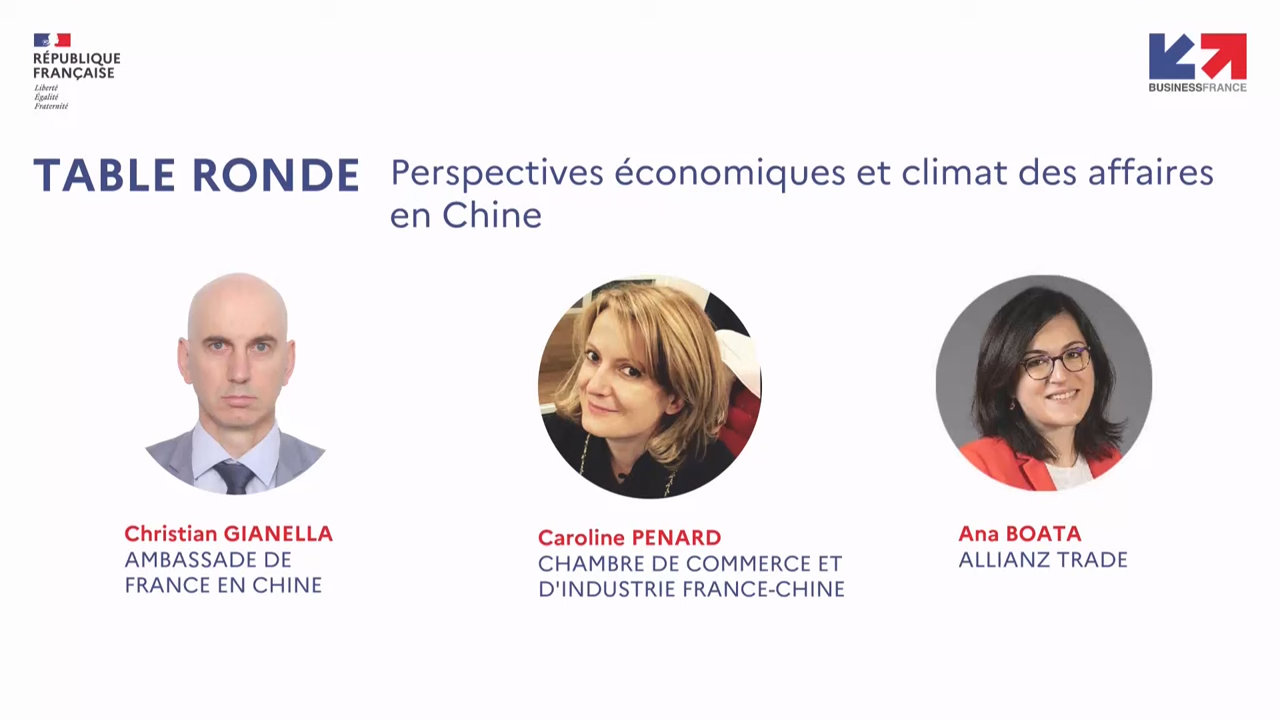 RÉPUBLIQUE
FRANÇAISE
Liberté
Égalité
Fraternité
BUSINESSFRANCE
TABLE RONDE
Perspectives économiques et climat des affaires
en Chine
Christian GIANELLA
AMBASSADE DE
FRANCE EN CHINE
Caroline PENARD
CHAMBRE DE COMMERCE ET
D'INDUSTRIE FRANCE-CHINE
Ana BOATA
ALLIANZ TRADE